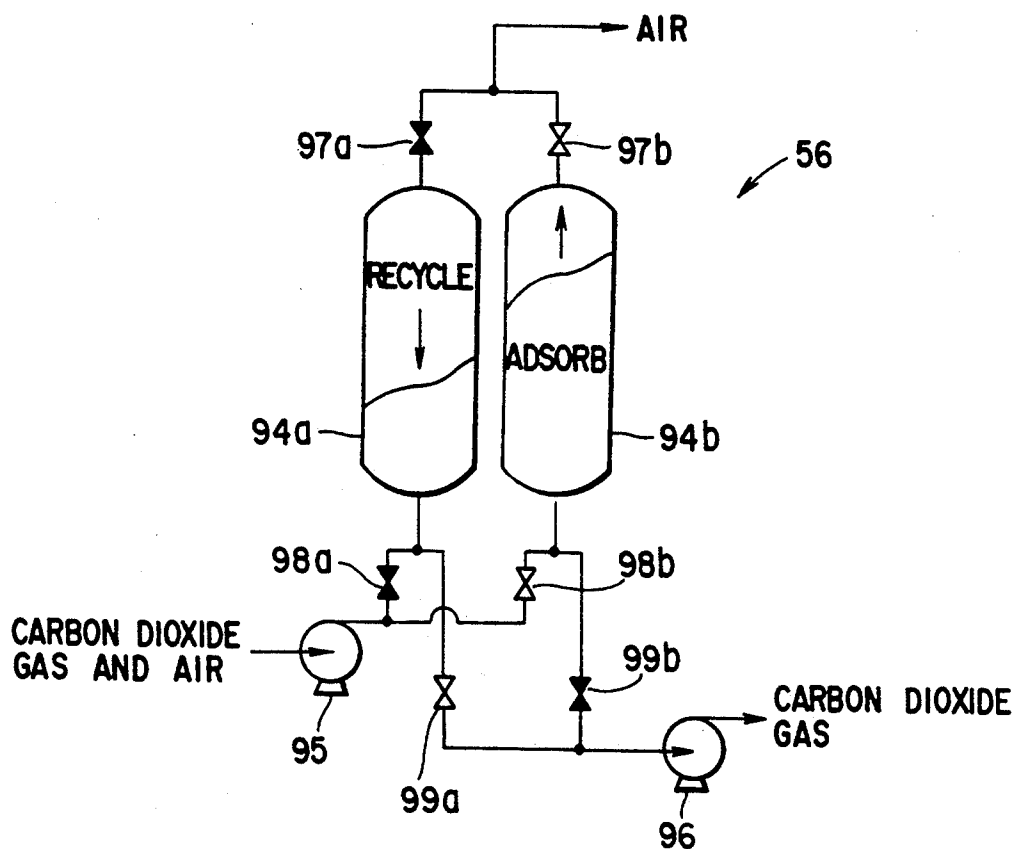 AIR
97a
97b
56
RECYCLE
ADSORB
94a
94b
98a
98b
CARBON DIOXIDE
GAS AND AIR
99b
CARBON DIOXIDE
GAS
95
99a
96